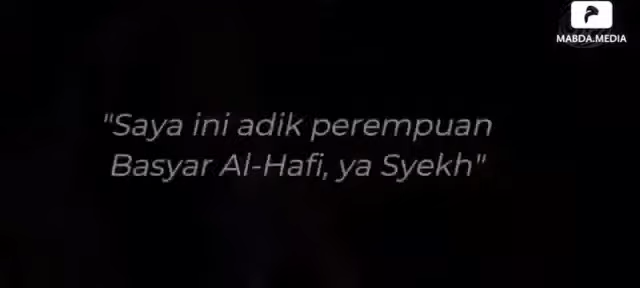 MABDA.MEDIA
"Saya ini adik perempuan
Basyar Al-Hafi, ya Syekh"